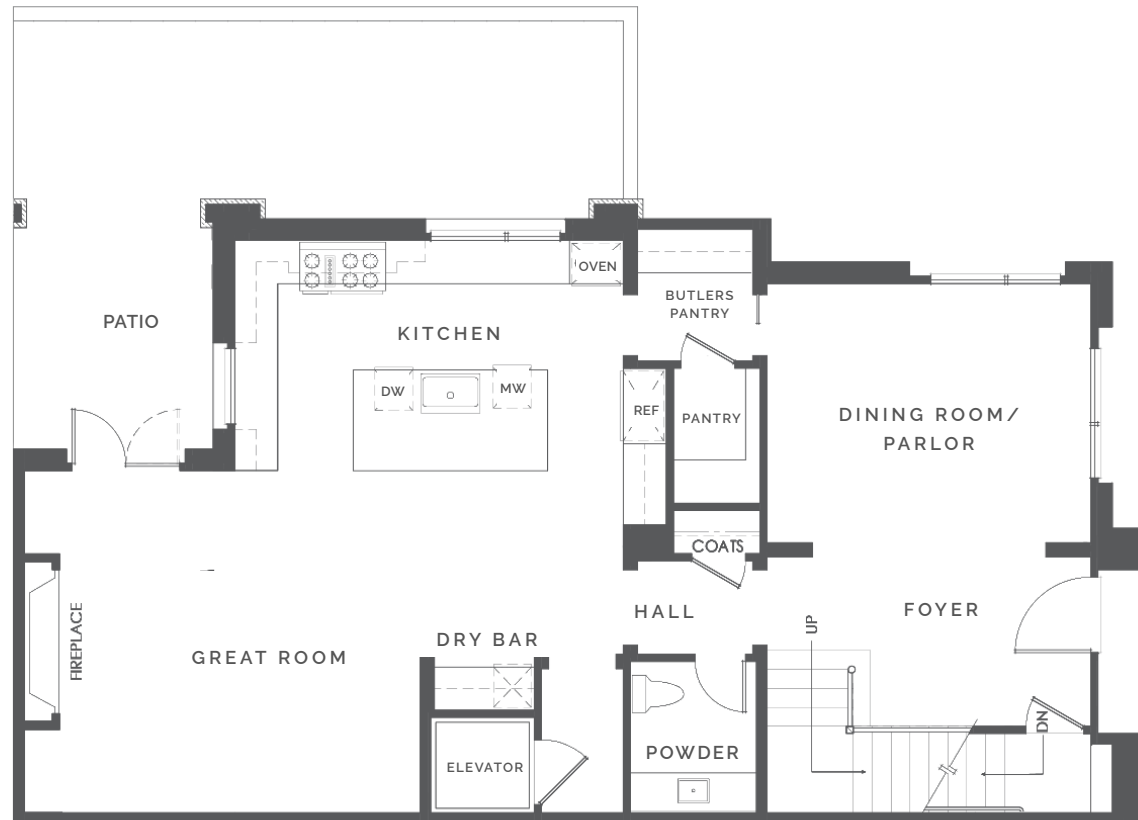 OVEN
BUTLERS
PANTRY
PATIO
KITCHEN
DW
MW
REF
PANTRY
DINING ROOM/
PARLOR
COATS
HALL
FOYER
FIREPLACE
UP
DRY BAR
GREAT ROOM
DN
POWDER
ELEVATOR